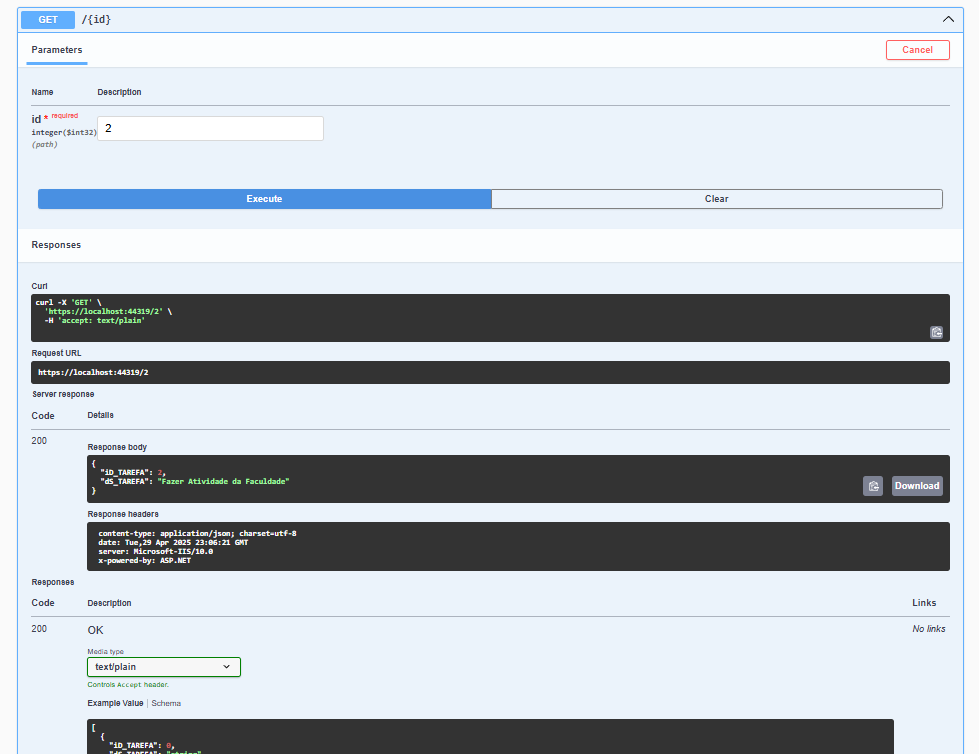 GET /{id}
Parameters
Cancel
Name Description
id * required
integer($int32)
(path)
2
Execute Clear
Responses
Curl
curl -X 'GET' \
'https://localhost:44319/2' \
-H 'accept: text/plain'
Request URL
https://localhost:44319/2
Server response
Code Details
200
Response body
{
"iD_TAREFA": 2,
"dS_TAREFA": "Fazer Atividade da Faculdade"
}
Download
Response headers
content-type: application/json; charset=utf-8
date: Tue,29 Apr 2025 23:06:21 GMT
server: Microsoft-IIS/10.0
x-powered-by: ASP.NET
Responses
Code Description Links
200 OK No links
Media type
text/plain
Controls Accept header.
Example Value | Schema
[
{
"iD_TAREFA": 0,